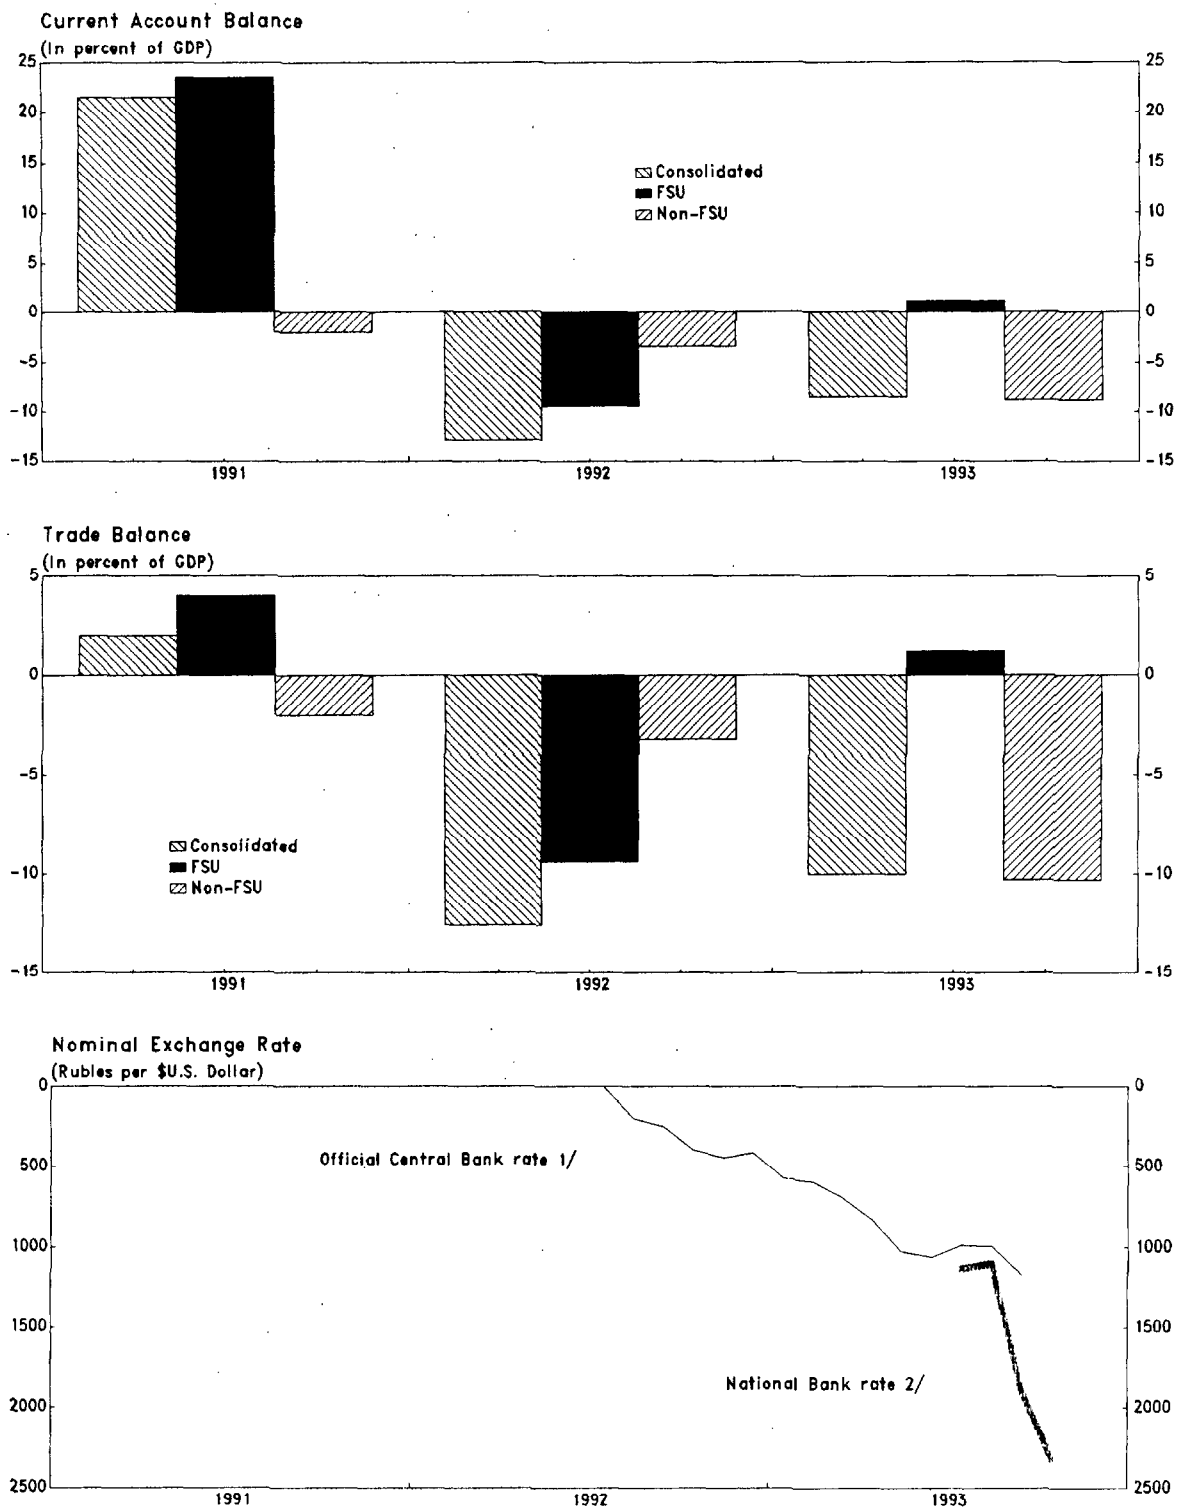 Current Account Balance
(In percent of GDP)
25 25
20 20
15 15
Consolidated
FSU
10 Non-FSU 10
5 5
0 0
-5 -5
-10 -10
-15 -15
1991 1992 1993
Trade Balance
(In percent of GDP)
5 5
0 0
-5 -5
Consolidated
FSU
-10 -10
Non-FSU
-15 -15
1991 1992 1993
Nominal Exchange Rate
(Rubles per $U.S. Dollar)
0 0
Official Central Bank rate 1/
500 500
1000 1000
1500 1500
National Bank rate 2/
2000 2000
2500 2500
1991 1992 1993